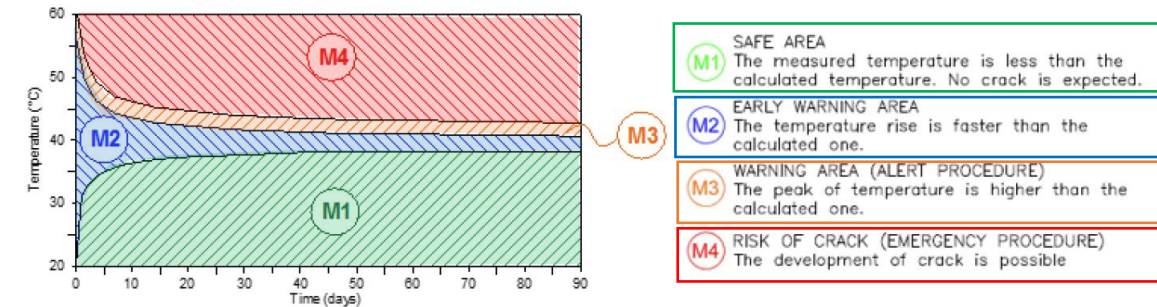 60
50
40
30
20
Temperature (°C)
0
10
20
30
40
50
60
70
80
90
Time (days)
M4
M2
M3
M1
M1
SAFE AREA
The measured temperature is less than the
calculated temperature. No crack is expected.
M2
EARLY WARNING AREA
The temperature rise is faster than the
calculated one.
M3
WARNING AREA (ALERT PROCEDURE)
The peak of temperature is higher than the
calculated one.
M4
RISK OF CRACK (EMERGENCY PROCEDURE)
The development of crack is possible